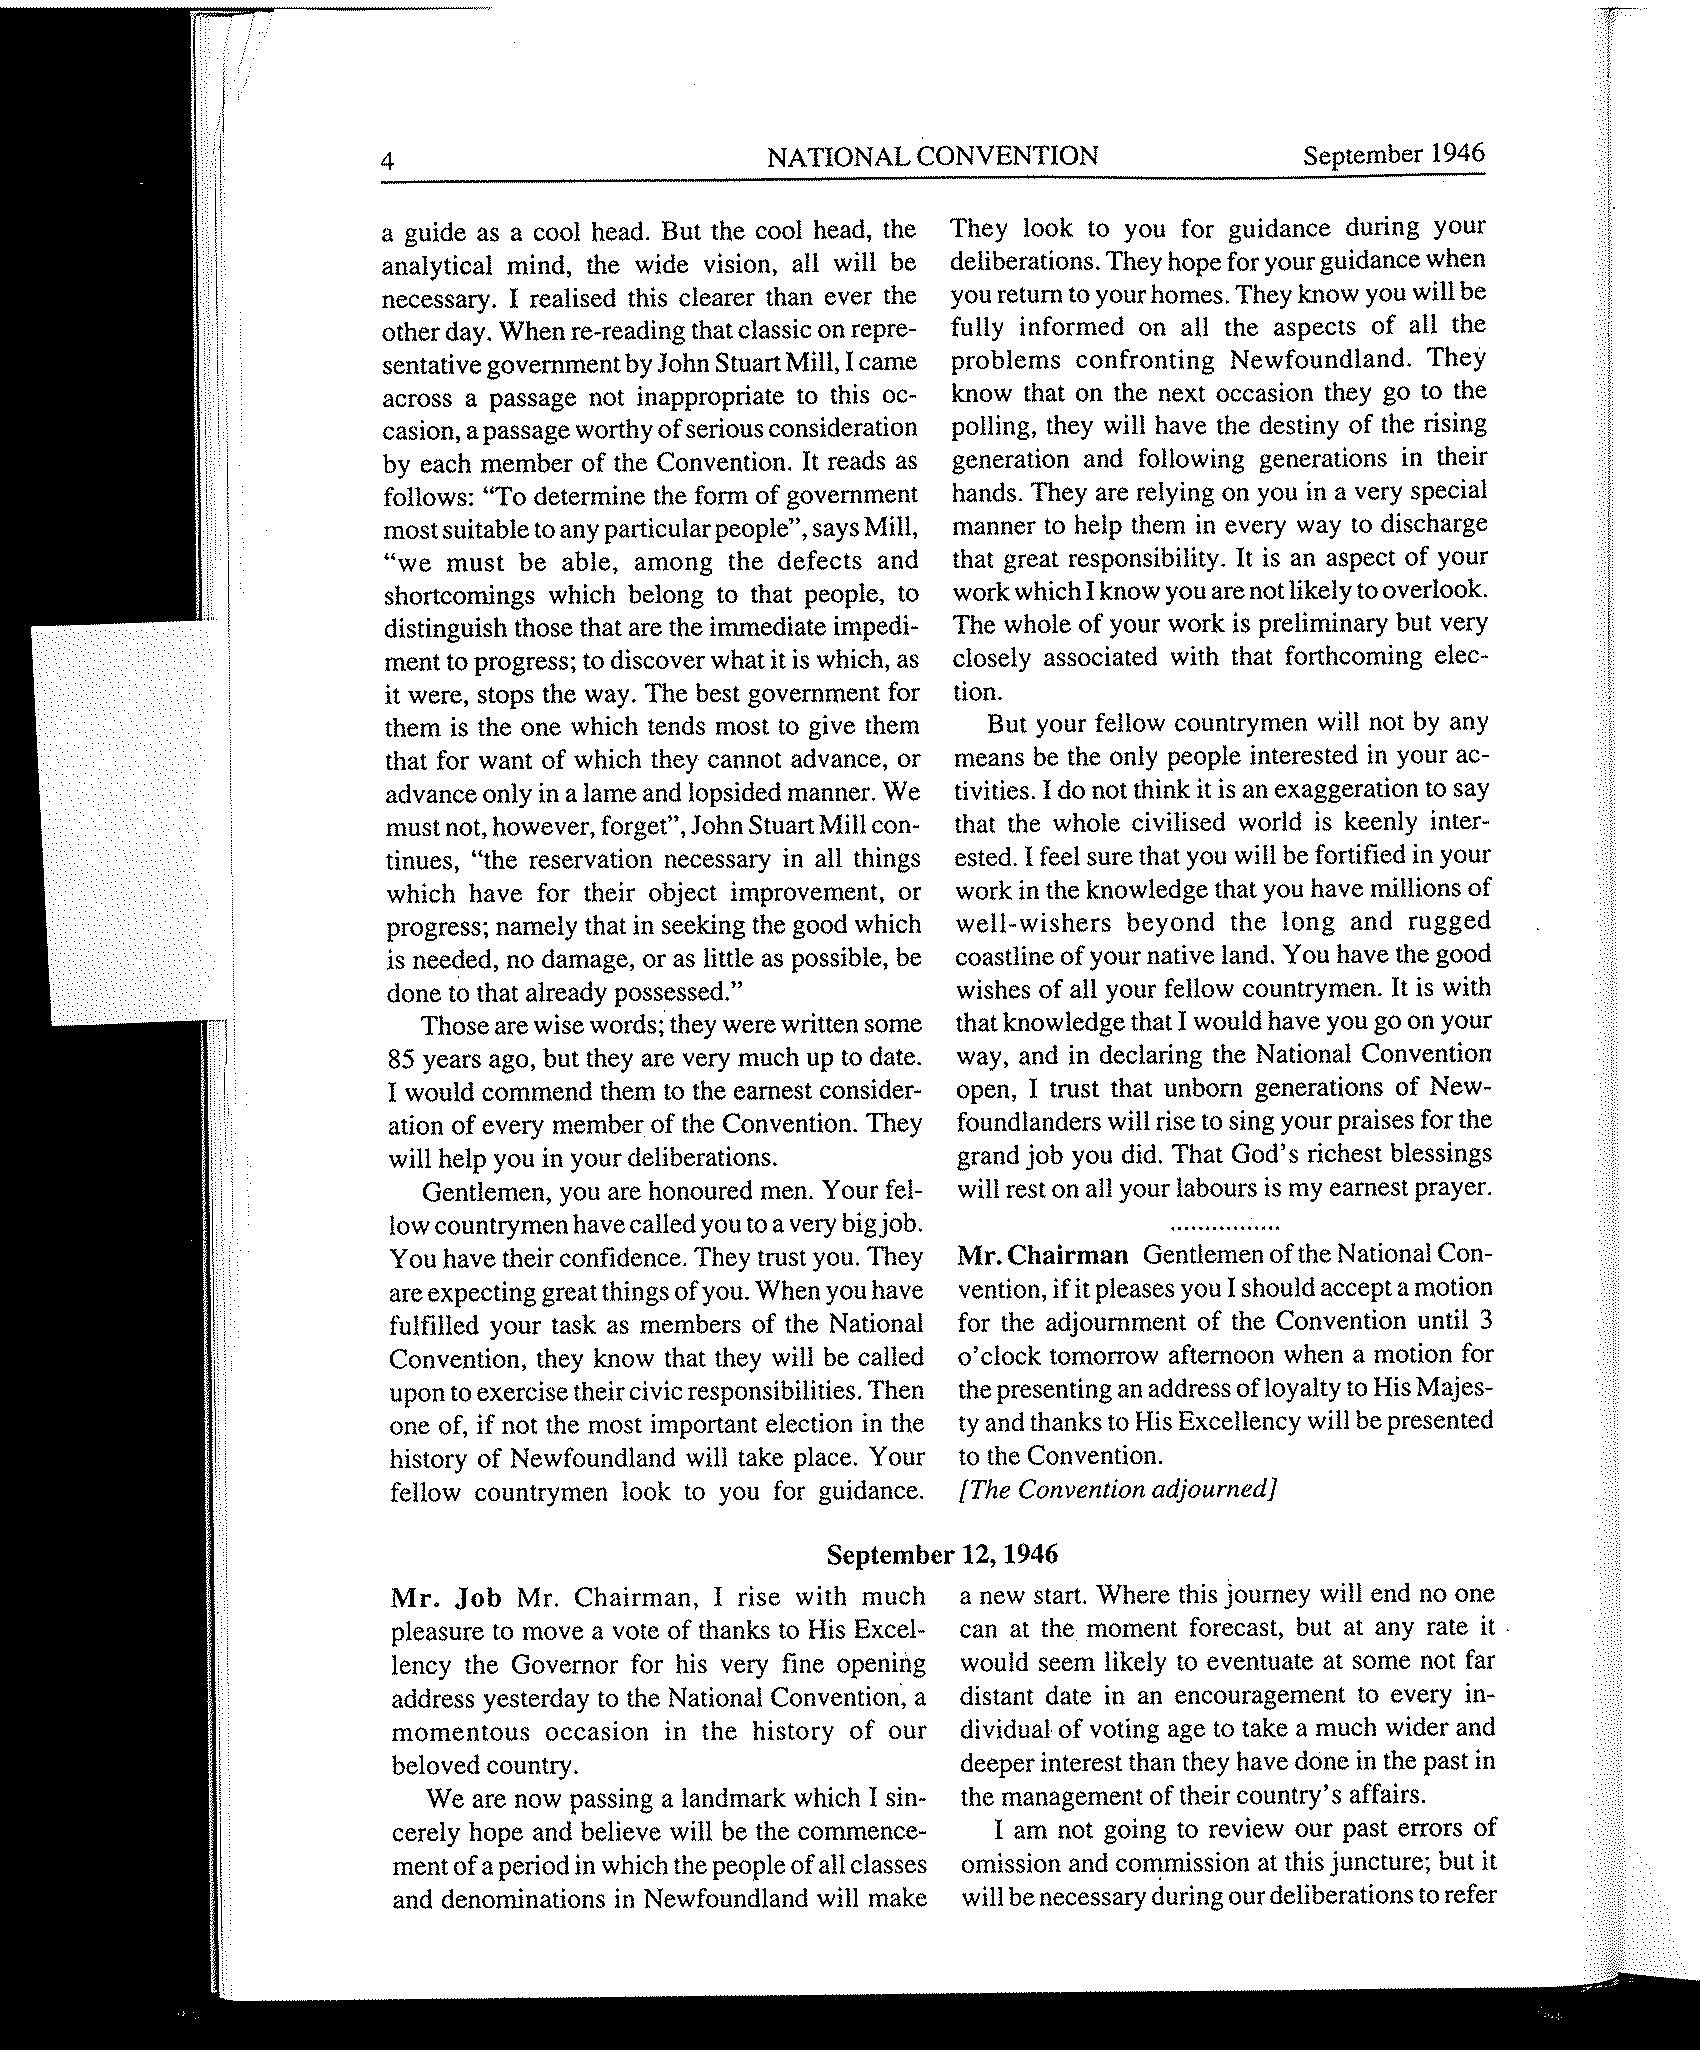 4 NATIONAL CONVENTION September 1946
a guide as a cool head. But the cool head, the
analytical mind, the wide vision, all will be
necessary. I realised this clearer than ever the
other day. When re-reading that classic on repre-
sentative government by John Stuart Mill, I came
across a passage not inappropriate to this oc-
casion, a passage worthy of serious consideration
by each member of the Convention. It reads as
follows: “To determine the form of government
most suitable to any particular people”, says Mill,
“we must be able, among the defects and
shortcomings which belong to that people, to
distinguish those that are the immediate impedi-
ment to progress; to discover what it is which, as
it were, stops the way. The best government for
them is the one which tends most to give them
that for want of which they cannot advance, or
advance only in a lame and lopsided manner. We
must not, however, forget”, John Stuart Mill con-
tinues, “the reservation necessary in all things
which have for their object improvement, or
progress; namely that in seeking the good which
is needed, no damage, or as little as possible, be
done to that already possessed.”
Those are wise words; they were written some
85 years ago, but they are very much up to date.
I would commend them to the earnest consider-
ation of every member of the Convention. They
will help you in your deliberations.
Gentlemen, you are honoured men. Your fel-
low countrymen have called you to a very big job.
You have their confidence. They trust you. They
are expecting great things of you. When you have
fulfilled your task as members of the National
Convention, they know that they will be called
upon to exercise their civic responsibilities. Then
one of, if not the most important election in the
history of Newfoundland will take place. Your
fellow countrymen look to you for guidance.
They look to you for guidance during your
deliberations. They hope for your guidance when
you return to your homes. They know you will be
fully informed on all the aspects of all the
problems confronting Newfoundland. They
know that on the next occasion they go to the
polling, they will have the destiny of the rising
generation and following generations in their
hands. They are relying on you in a very special
manner to help them in every way to discharge
that great responsibility. It is an aspect of your
work which I know you are not likely to overlook.
The whole of your work is preliminary but very
closely associated with that forthcoming elec-
tion.
But your fellow countrymen will not by any
means be the only people interested in your ac-
tivities. I do not think it is an exaggeration to say
that the whole civilised world is keenly inter-
ested. I feel sure that you will be fortified in your
work in the knowledge that you have millions of
well-wishers beyond the long and rugged
coastline of your native land. You have the good
wishes of all your fellow countrymen. It is with
that knowledge that I would have you go on your
way, and in declaring the National Convention
open, I trust that unborn generations of New-
foundlanders will rise to sing your praises for the
grand job you did. That God's richest blessings
will rest on all your labours is my earnest prayer.
................
Mr. Chairman Gentlemen of the National Con-
vention, if it pleases you I should accept a motion
for the adjournment of the Convention until 3
o'clock tomorrow afternoon when a motion for
the presenting an address of loyalty to His Majes-
ty and thanks to His Excellency will be presented
to the Convention.
[The Convention adjourned]
September 12, 1946
Mr. Job Mr. Chairman, I rise with much
pleasure to move a vote of thanks to His Excel-
lency the Governor for his very fine opening
address yesterday to the National Convention, a
momentous occasion in the history of our
beloved country.
We are now passing a landmark which I sin-
cerely hope and believe will be the commence-
ment of a period in which the people of all classes
and denominations in Newfoundland will make
a new start. Where this journey will end no one
can at the moment forecast, but at any rate it
would seem likely to eventuate at some not far
distant date in an encouragement to every in-
dividual of voting age to take a much wider and
deeper interest than they have done in the past in
the management of their country's affairs.
I am not going to review our past errors of
omission and commission at this juncture; but it
will be necessary during our deliberations to refer